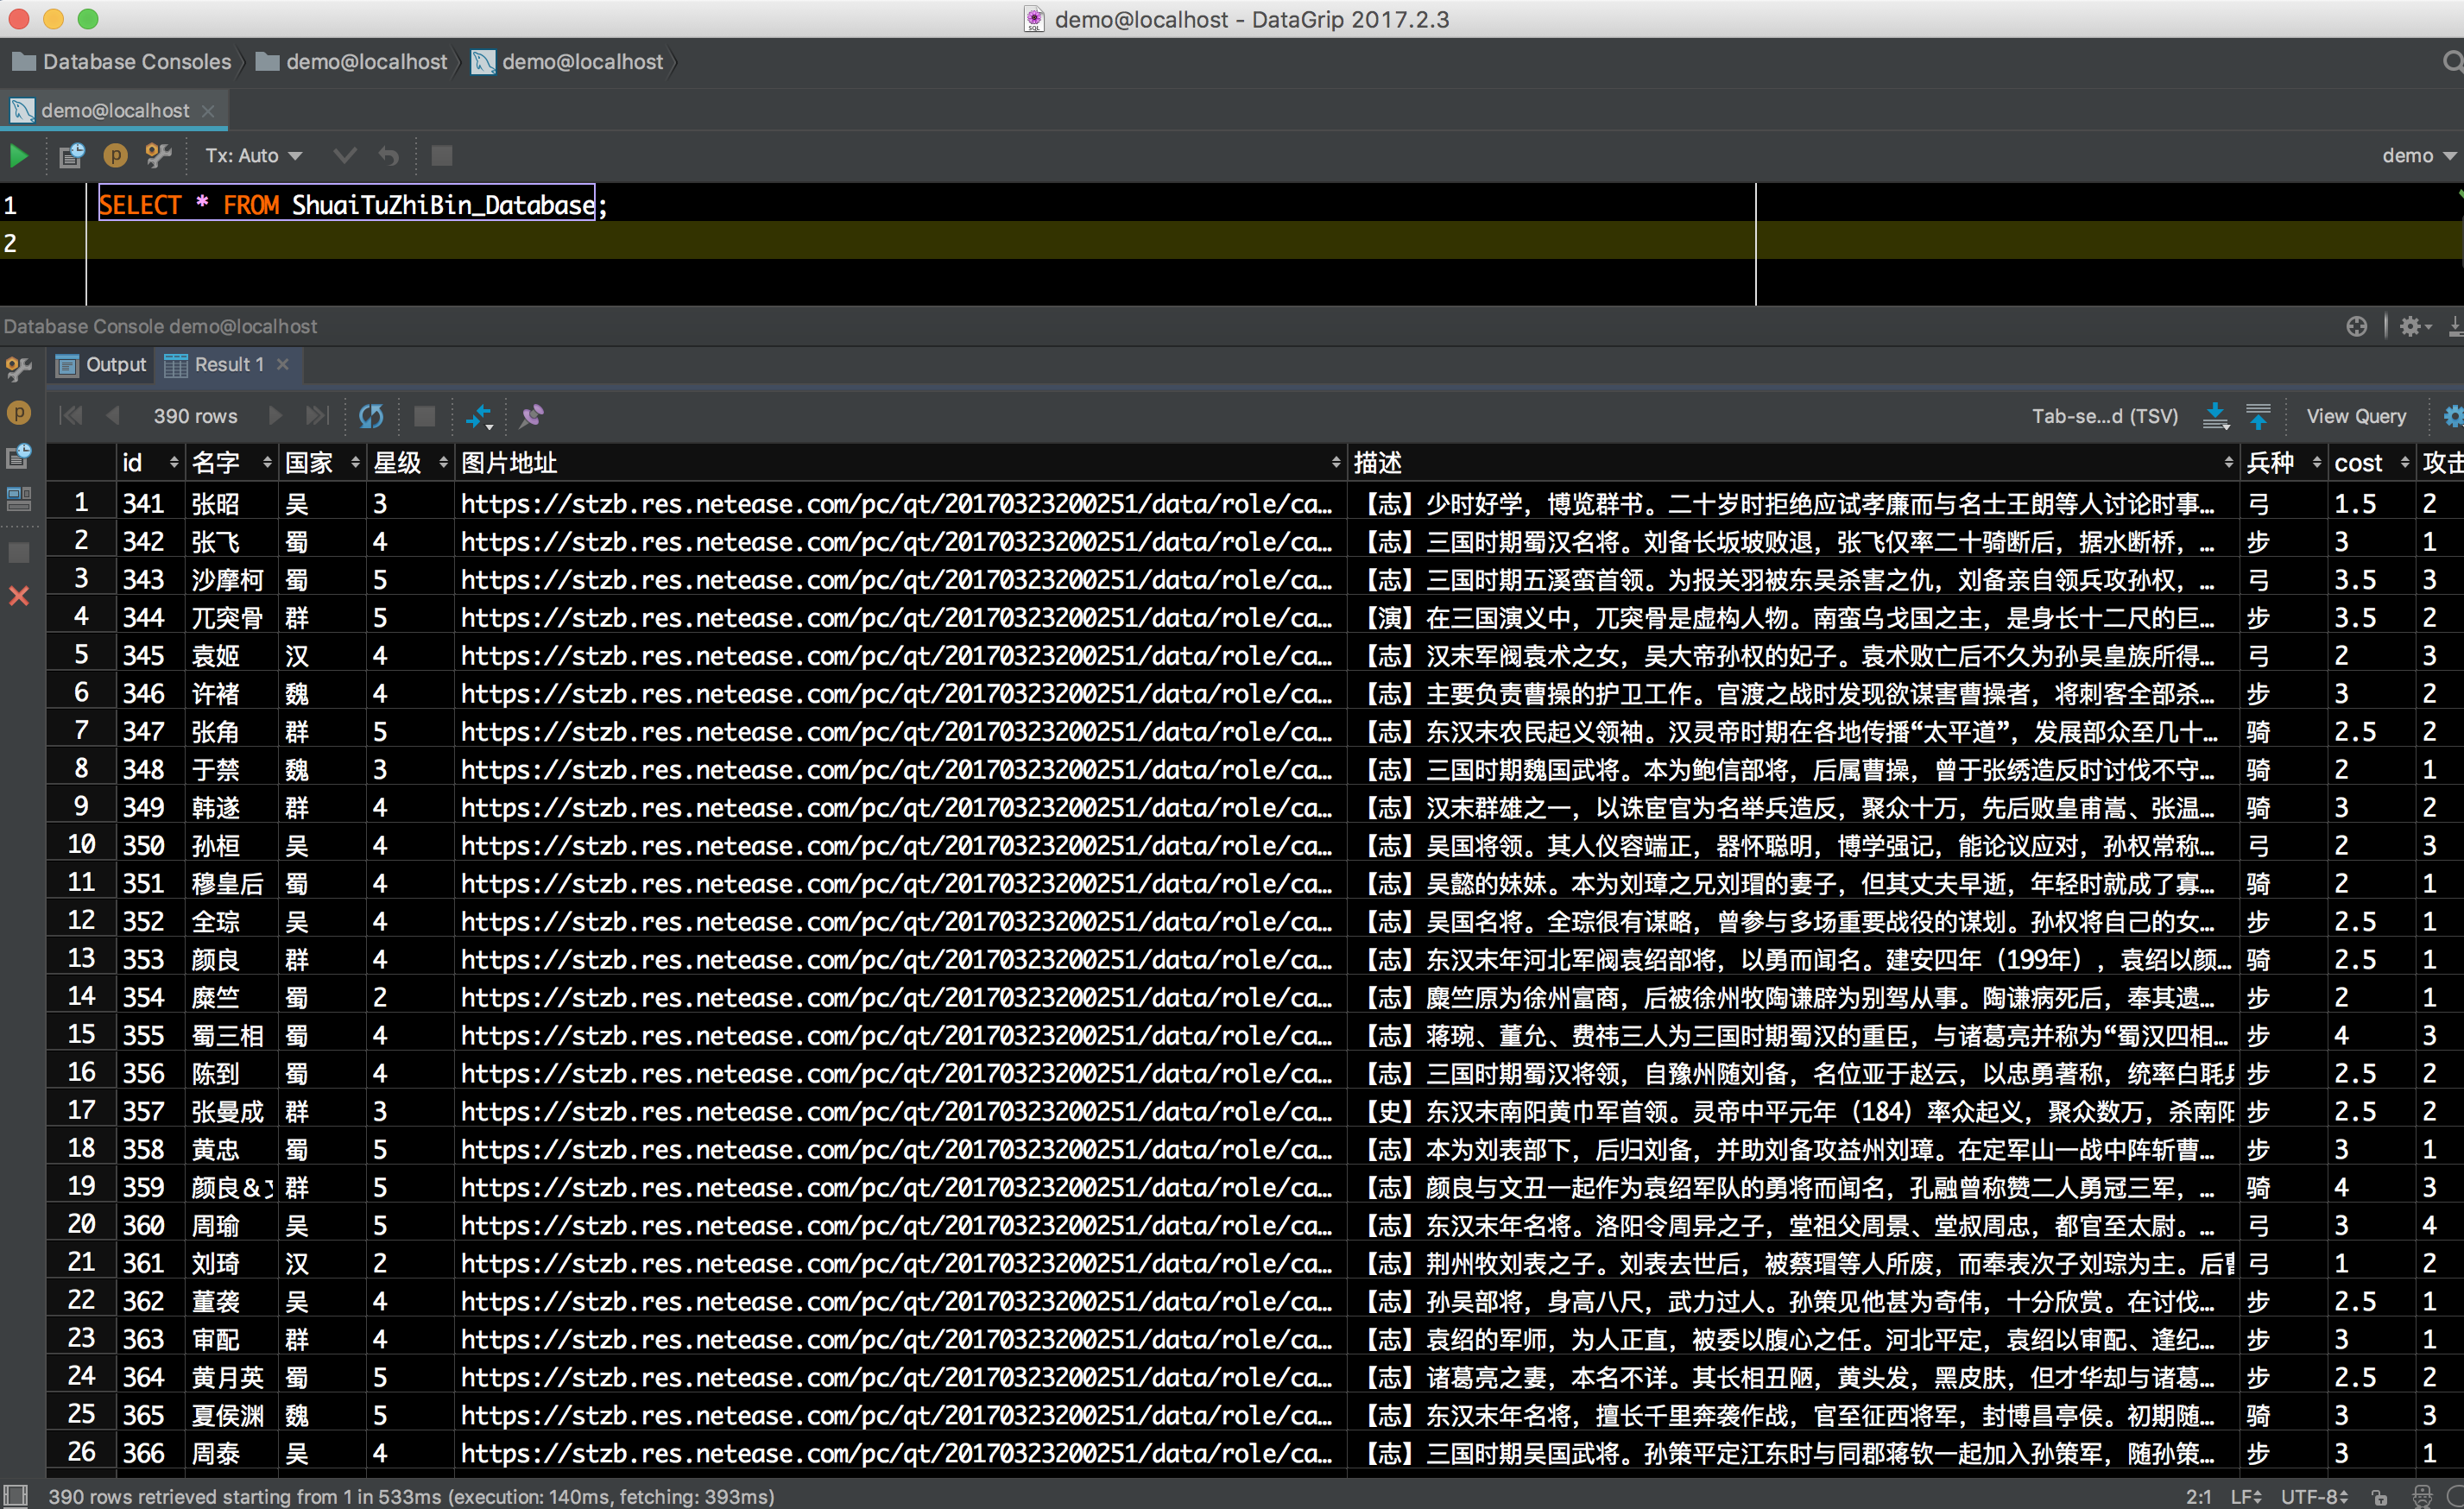 demo@localhost - DataGrip 2017.2.3
Database Consoles demo@localhost demo@localhost
demo@localhost
Tx: Auto demo
1 SELECT * FROM ShuaiTuZhiBin_Database;
2
Database Console demo@localhost
Output Result 1
390 rows Tab-se...d (TSV) View Query
id 名字 国家 星级 图片地址 描述 兵种 cost 攻击
1 341 张昭 吴 3 https://stzb.res.netease.com/pc/qt/20170323200251/data/role/ca... 【志】少时好学，博览群书。二十岁时拒绝应试孝廉而与名士王朗等人讨论时事... 弓 1.5 2
2 342 张飞 蜀 4 https://stzb.res.netease.com/pc/qt/20170323200251/data/role/ca... 【志】三国时期蜀汉名将。刘备长坂坡败退，张飞仅率二十骑断后，据水断桥，... 步 3 1
3 343 沙摩柯 蜀 5 https://stzb.res.netease.com/pc/qt/20170323200251/data/role/ca... 【志】三国时期五溪蛮首领。为报关羽被东吴杀害之仇，刘备亲自领兵攻孙权，... 弓 3.5 3
4 344 兀突骨 群 5 https://stzb.res.netease.com/pc/qt/20170323200251/data/role/ca... 【演】在三国演义中，兀突骨是虚构人物。南蛮乌戈国之主，是身长十二尺的巨... 步 3.5 2
5 345 袁姬 汉 4 https://stzb.res.netease.com/pc/qt/20170323200251/data/role/ca... 【志】汉末军阀袁术之女，吴大帝孙权的妃子。袁术败亡后不久为孙吴皇族所得... 弓 2 3
6 346 许褚 魏 4 https://stzb.res.netease.com/pc/qt/20170323200251/data/role/ca... 【志】主要负责曹操的护卫工作。官渡之战时发现欲谋害曹操者，将刺客全部杀... 步 3 2
7 347 张角 群 5 https://stzb.res.netease.com/pc/qt/20170323200251/data/role/ca... 【志】东汉末农民起义领袖。汉灵帝时期在各地传播“太平道”，发展部众至几十... 骑 2.5 2
8 348 于禁 魏 3 https://stzb.res.netease.com/pc/qt/20170323200251/data/role/ca... 【志】三国时期魏国武将。本为鲍信部将，后属曹操，曾于张绣造反时讨伐不守... 骑 2 1
9 349 韩遂 群 4 https://stzb.res.netease.com/pc/qt/20170323200251/data/role/ca... 【志】汉末群雄之一，以诛宦官为名举兵造反，聚众十万，先后败皇甫嵩、张温... 骑 3 2
10 350 孙桓 吴 4 https://stzb.res.netease.com/pc/qt/20170323200251/data/role/ca... 【志】吴国将领。其人仪容端正，器怀聪明，博学强记，能论议应对，孙权常称... 弓 2 3
11 351 穆皇后 蜀 4 https://stzb.res.netease.com/pc/qt/20170323200251/data/role/ca... 【志】吴懿的妹妹。本为刘璋之兄刘瑁的妻子，但其丈夫早逝，年轻时就成了寡... 骑 2 1
12 352 全琮 吴 4 https://stzb.res.netease.com/pc/qt/20170323200251/data/role/ca... 【志】吴国名将。全琮很有谋略，曾参与多场重要战役的谋划。孙权将自己的女... 步 2.5 1
13 353 颜良 群 4 https://stzb.res.netease.com/pc/qt/20170323200251/data/role/ca... 【志】东汉末年河北军阀袁绍部将，以勇而闻名。建安四年（199年），袁绍以颜... 骑 2.5 1
14 354 糜竺 蜀 2 https://stzb.res.netease.com/pc/qt/20170323200251/data/role/ca... 【志】麋竺原为徐州富商，后被徐州牧陶谦辟为别驾从事。陶谦病死后，奉其遗... 步 2 1
15 355 蜀三相 蜀 4 https://stzb.res.netease.com/pc/qt/20170323200251/data/role/ca... 【志】蒋琬、董允、费祎三人为三国时期蜀汉的重臣，与诸葛亮并称为“蜀汉四相... 步 4 3
16 356 陈到 蜀 4 https://stzb.res.netease.com/pc/qt/20170323200251/data/role/ca... 【志】三国时期蜀汉将领，自豫州随刘备，名位亚于赵云，以忠勇著称，统率白毦 步 2.5 2
17 357 张曼成 群 3 https://stzb.res.netease.com/pc/qt/20170323200251/data/role/ca... 【史】东汉末南阳黄巾军首领。灵帝中平元年（184）率众起义，聚众数万，杀南阳 步 2.5 2
18 358 黄忠 蜀 5 https://stzb.res.netease.com/pc/qt/20170323200251/data/role/ca... 【志】本为刘表部下，后归刘备，并助刘备攻益州刘璋。在定军山一战中阵斩曹... 步 3 1
19 359 颜良& 群 5 https://stzb.res.netease.com/pc/qt/20170323200251/data/role/ca... 【志】颜良与文丑一起作为袁绍军队的勇将而闻名，孔融曾称赞二人勇冠三军，... 骑 4 3
20 360 周瑜 吴 5 https://stzb.res.netease.com/pc/qt/20170323200251/data/role/ca... 【志】东汉末年名将。洛阳令周异之子，堂祖父周景、堂叔周忠，都官至太尉。... 弓 3 4
21 361 刘琦 汉 2 https://stzb.res.netease.com/pc/qt/20170323200251/data/role/ca... 【志】荆州牧刘表之子。刘表去世后，被蔡瑁等人所废，而奉表次子刘琮为主。后曹 弓 1 2
22 362 董袭 吴 4 https://stzb.res.netease.com/pc/qt/20170323200251/data/role/ca... 【志】孙吴部将，身高八尺，武力过人。孙策见他甚为奇伟，十分欣赏。在讨伐... 步 2.5 1
23 363 审配 群 4 https://stzb.res.netease.com/pc/qt/20170323200251/data/role/ca... 【志】袁绍的军师，为人正直，被委以腹心之任。河北平定，袁绍以审配、逢纪... 步 3 1
24 364 黄月英 蜀 5 https://stzb.res.netease.com/pc/qt/20170323200251/data/role/ca... 【志】诸葛亮之妻，本名不详。其长相丑陋，黄头发，黑皮肤，但才华却与诸葛... 步 2.5 2
25 365 夏侯渊 魏 5 https://stzb.res.netease.com/pc/qt/20170323200251/data/role/ca... 【志】东汉末年名将，擅长千里奔袭作战，官至征西将军，封博昌亭侯。初期随... 骑 3 3
26 366 周泰 吴 4 https://stzb.res.netease.com/pc/qt/20170323200251/data/role/ca... 【志】三国时期吴国武将。孙策平定江东时与同郡蒋钦一起加入孙策军，随孙策... 步 3 1
390 rows retrieved starting from 1 in 533ms (execution: 140ms, fetching: 393ms) 2:1 LF UTF-8